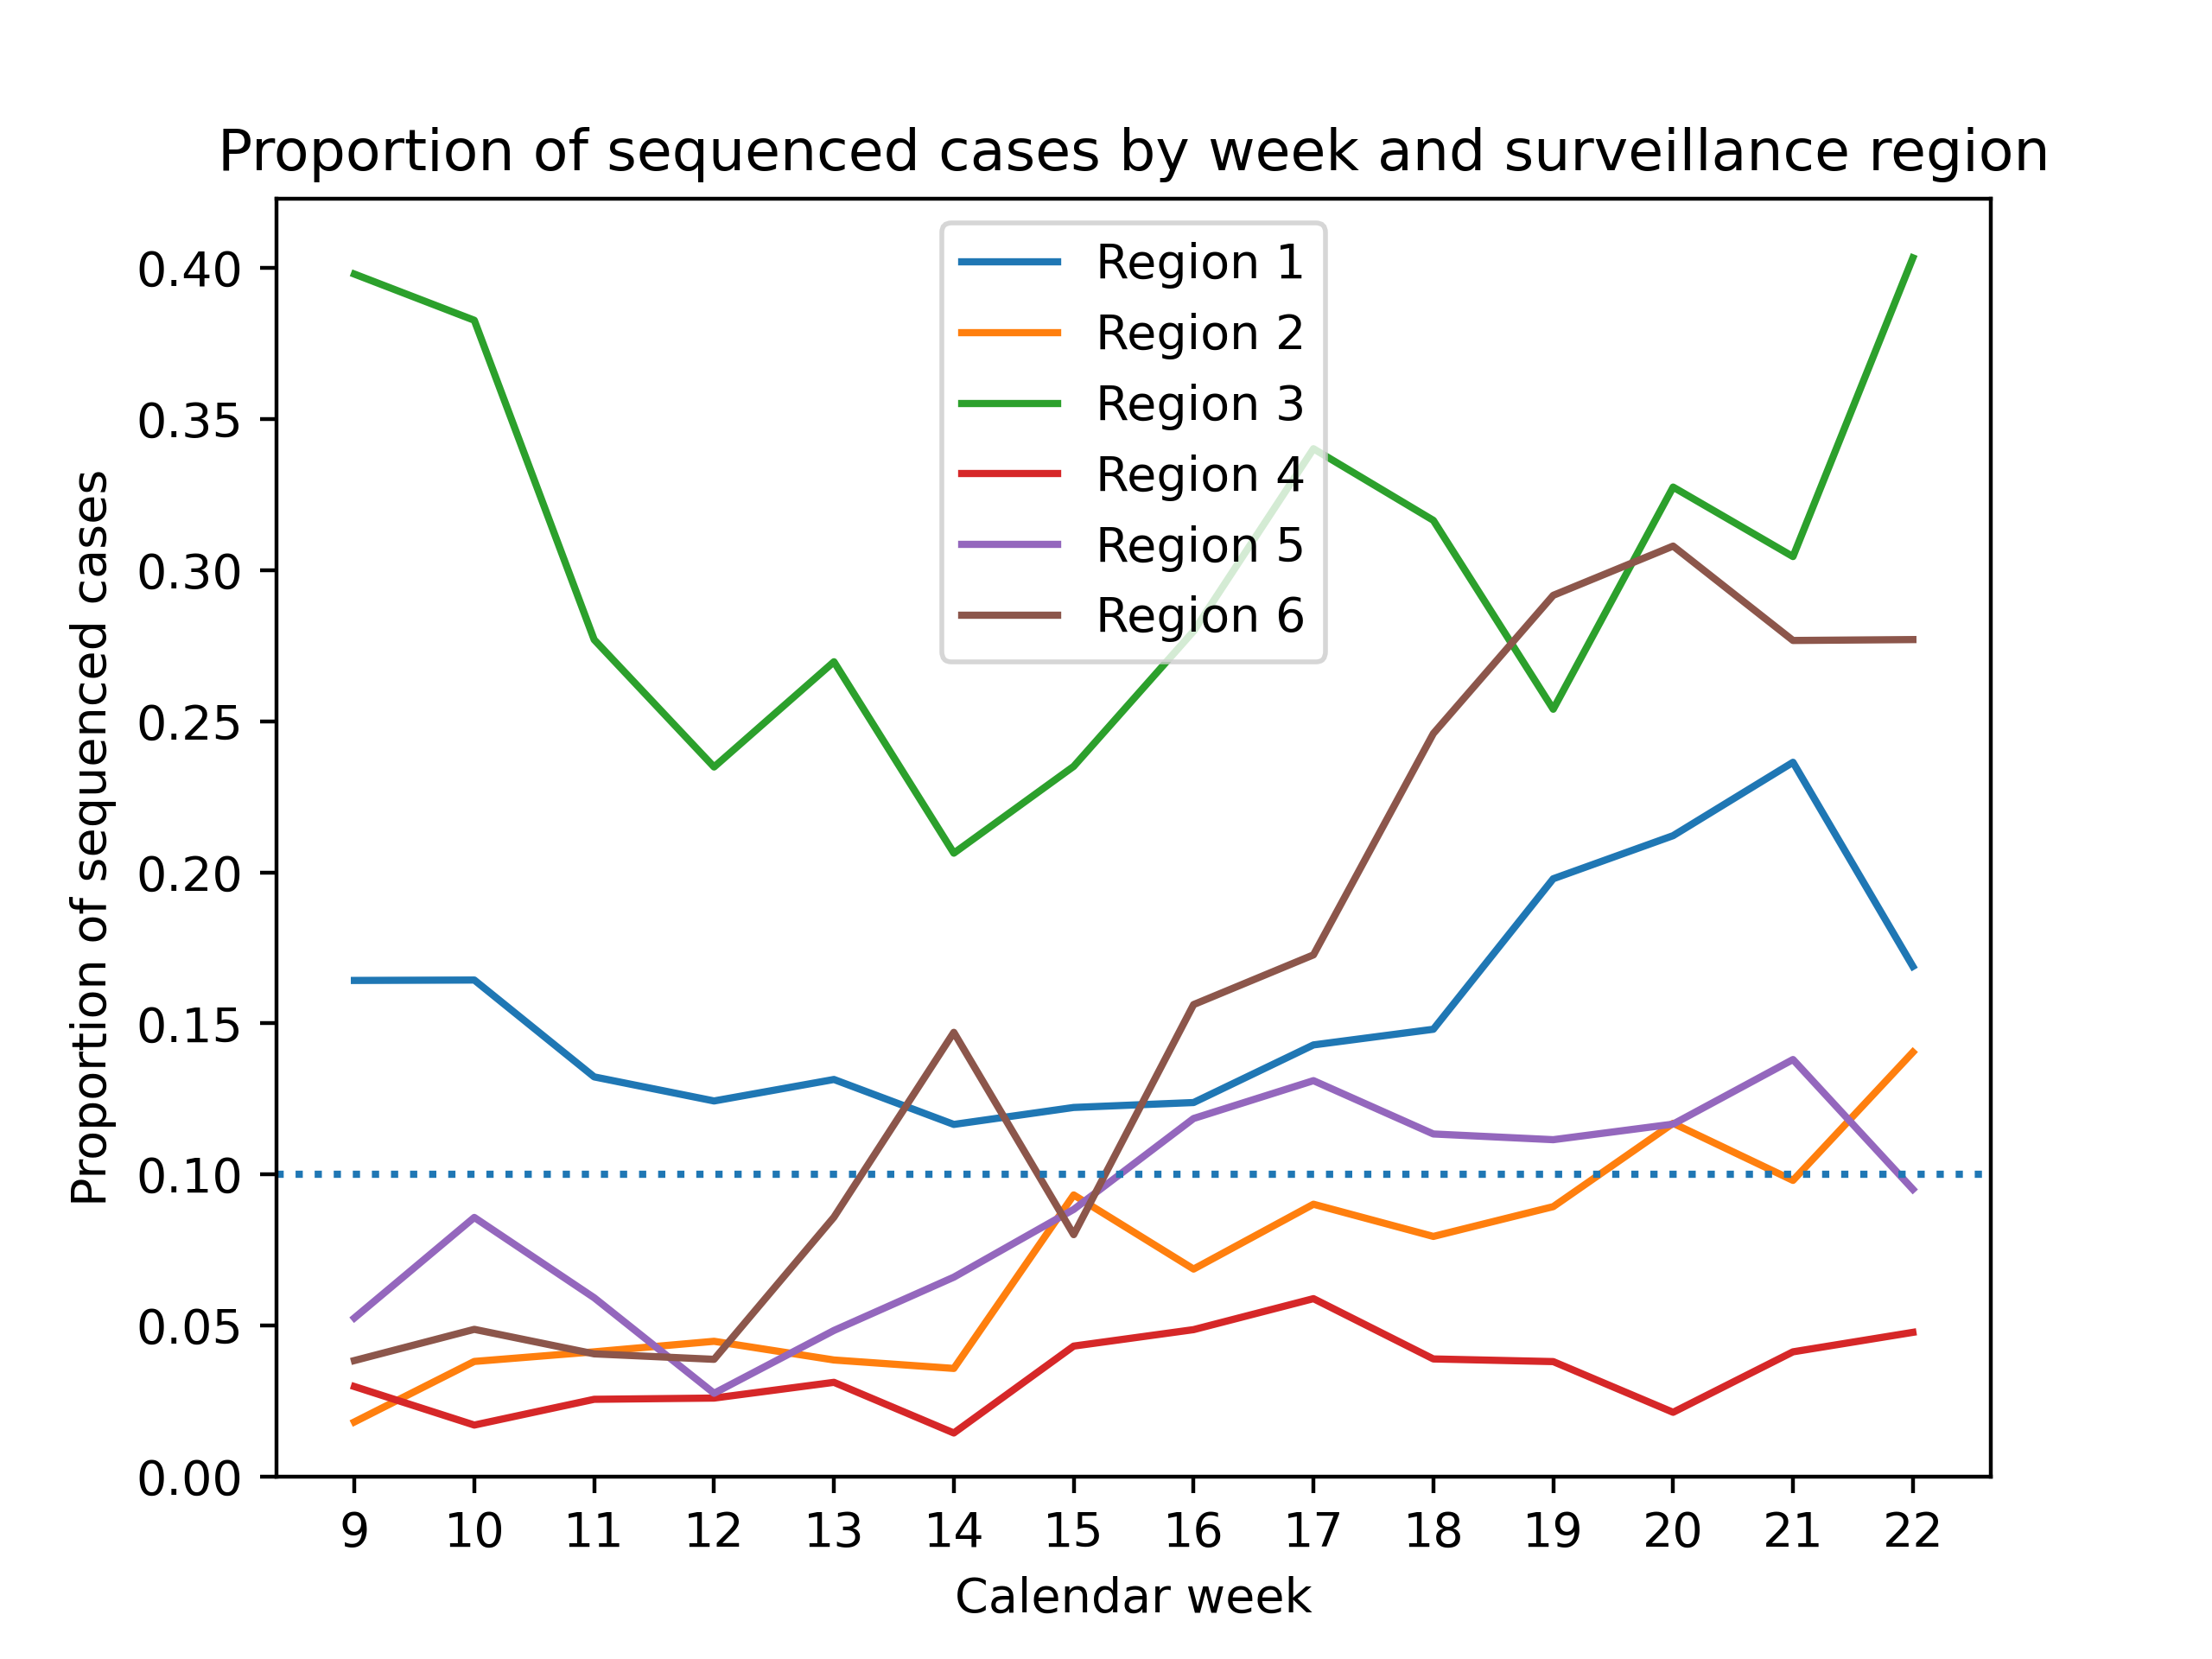 Proportion of sequenced cases by week and surveillance region
Region 1
Region 2
Region 3
Region 4
Region 5
Region 6
Proportion of sequenced cases
0.40
0.35
0.30
0.25
0.20
0.15
0.10
0.05
0.00
9 10 11 12 13 14 15 16 17 18 19 20 21 22
Calendar week